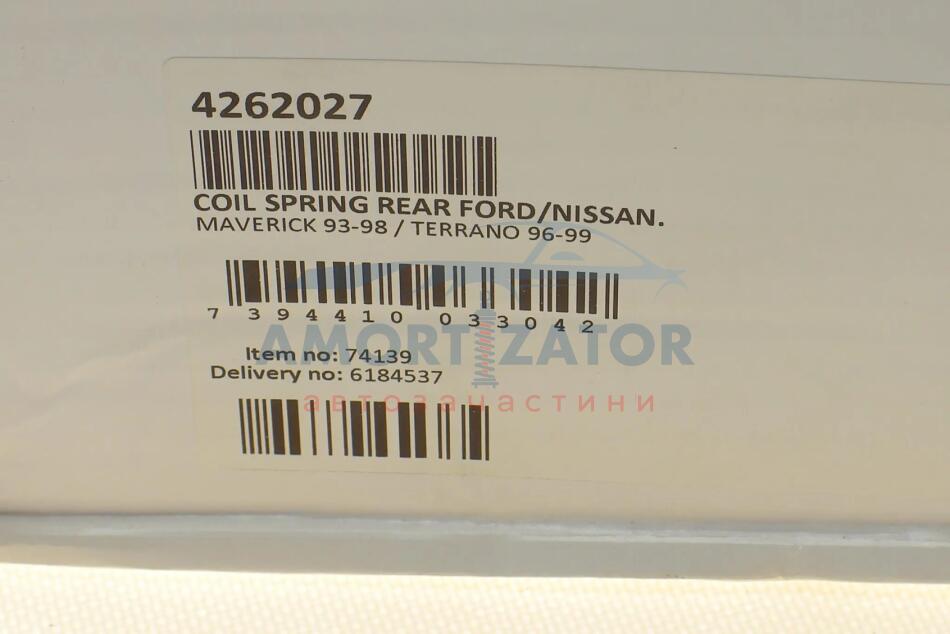 4262027
COIL SPRING REAR FORD/NISSAN.
MAVERICK 93-98 / TERRANO 96-99
7 394410 033042
AMORTIZATOR
Item no: 74139
Delivery no: 6184537
автозапчастини